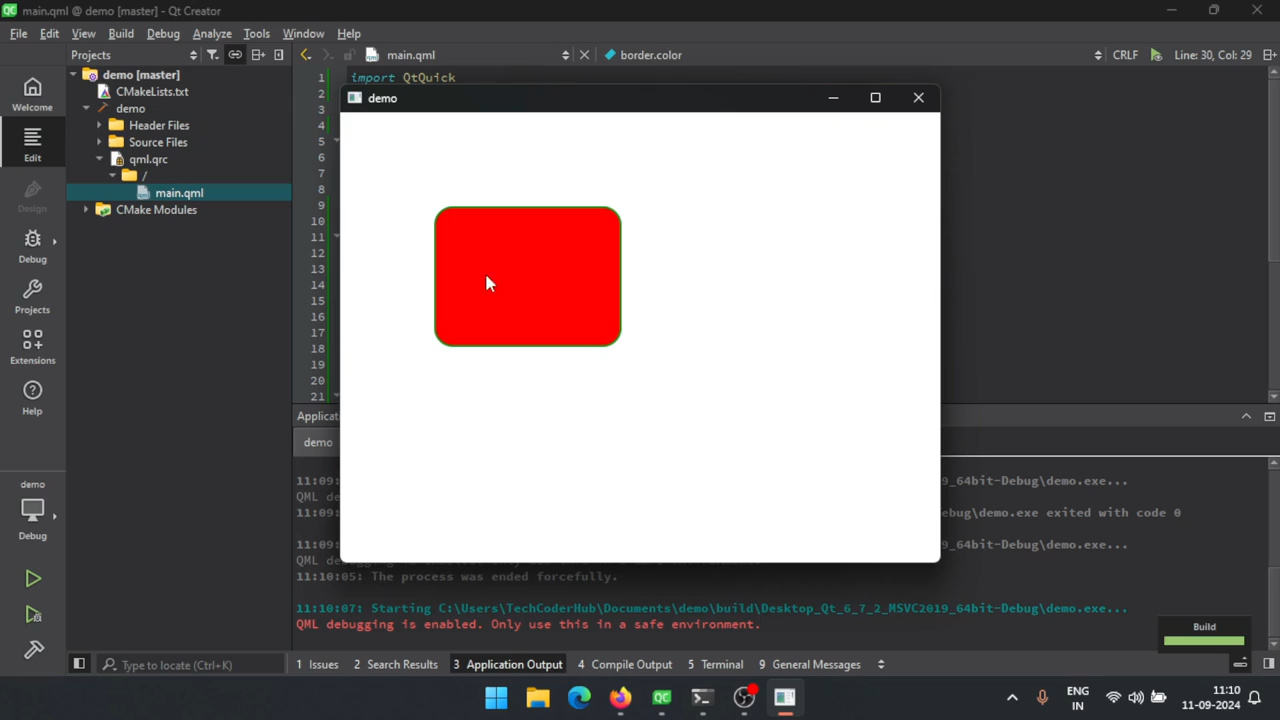 main.qml @ demo [master] - Qt Creator
File Edit View Build Debug Analyze Tools Window Help
Projects main.qml border.color CRLF Line: 30, Col: 29
Welcome
Edit
Design
Debug
Projects
Extensions
Help
demo
Debug
demo [master]
CMakeLists.txt
demo
Header Files
Source Files
qml.qrc
/
main.qml
CMake Modules
1 import QtQuick
2
3
4
5
6
7
8
9
10
11
12
13
14
15
16
17
18
19
20
21
demo
Applicat
demo
11:09: 9_64bit-Debug\demo.exe...
QML de
11:09: ebug\demo.exe exited with code 0
11:09: 9_64bit-Debug\demo.exe...
QML
11:10:05: The process was ended forcefully.
11:10:07: Starting C:\Users\TechCoderHub\Documents\demo\build\Desktop_Qt_6_7_2_MSVC2019_64bit-Debug\demo.exe...
QML debugging is enabled. Only use this in a safe environment.
Build
Type to locate (Ctrl+K) 1 Issues 2 Search Results 3 Application Output 4 Compile Output 5 Terminal 9 General Messages
ENG
IN
11:10
11-09-2024